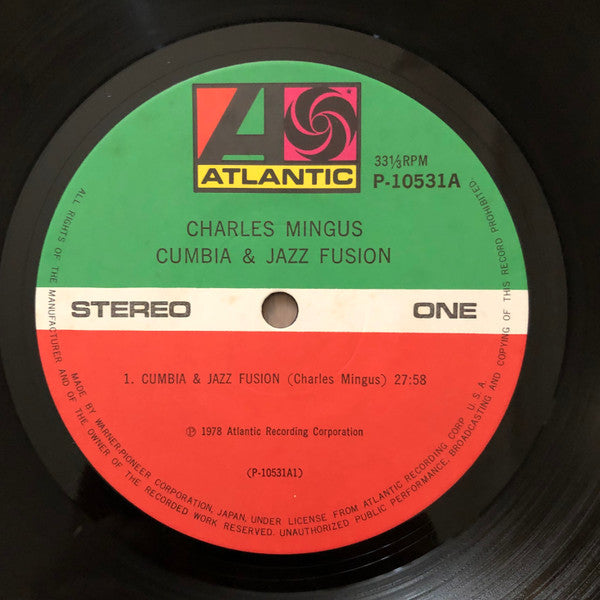 ATLANTIC
33⅓RPM
P-10531A
CHARLES MINGUS
CUMBIA & JAZZ FUSION
STEREO
ONE
1. CUMBIA & JAZZ FUSION (Charles Mingus) 27:58
Ⓟ 1978 Atlantic Recording Corporation
(P-10531A1)
ALL RIGHTS OF THE MANUFACTURER AND OF THE OWNER OF THE RECORDED WORK RESERVED. UNAUTHORIZED PUBLIC PERFORMANCE, BROADCASTING AND COPYING OF THIS RECORD PROHIBITED.
MADE BY WARNER-PIONEER CORPORATION, JAPAN, UNDER LICENSE FROM ATLANTIC RECORDING CORP. U.S.A.